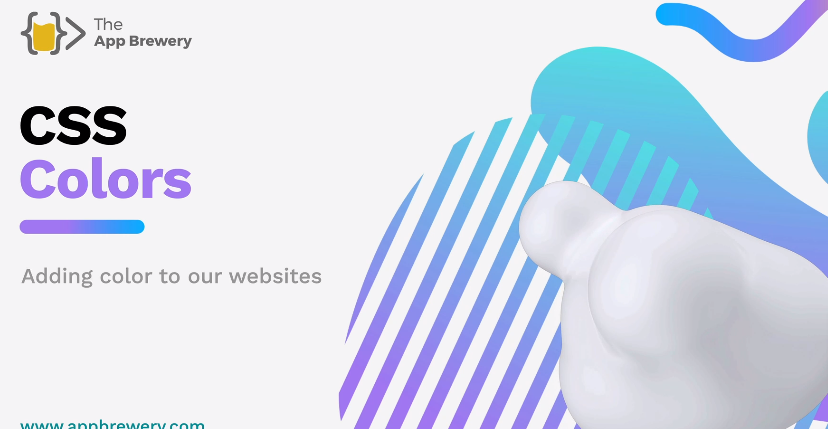 The
App Brewery
CSS
Colors
Adding color to our websites
www.appbrewery.com